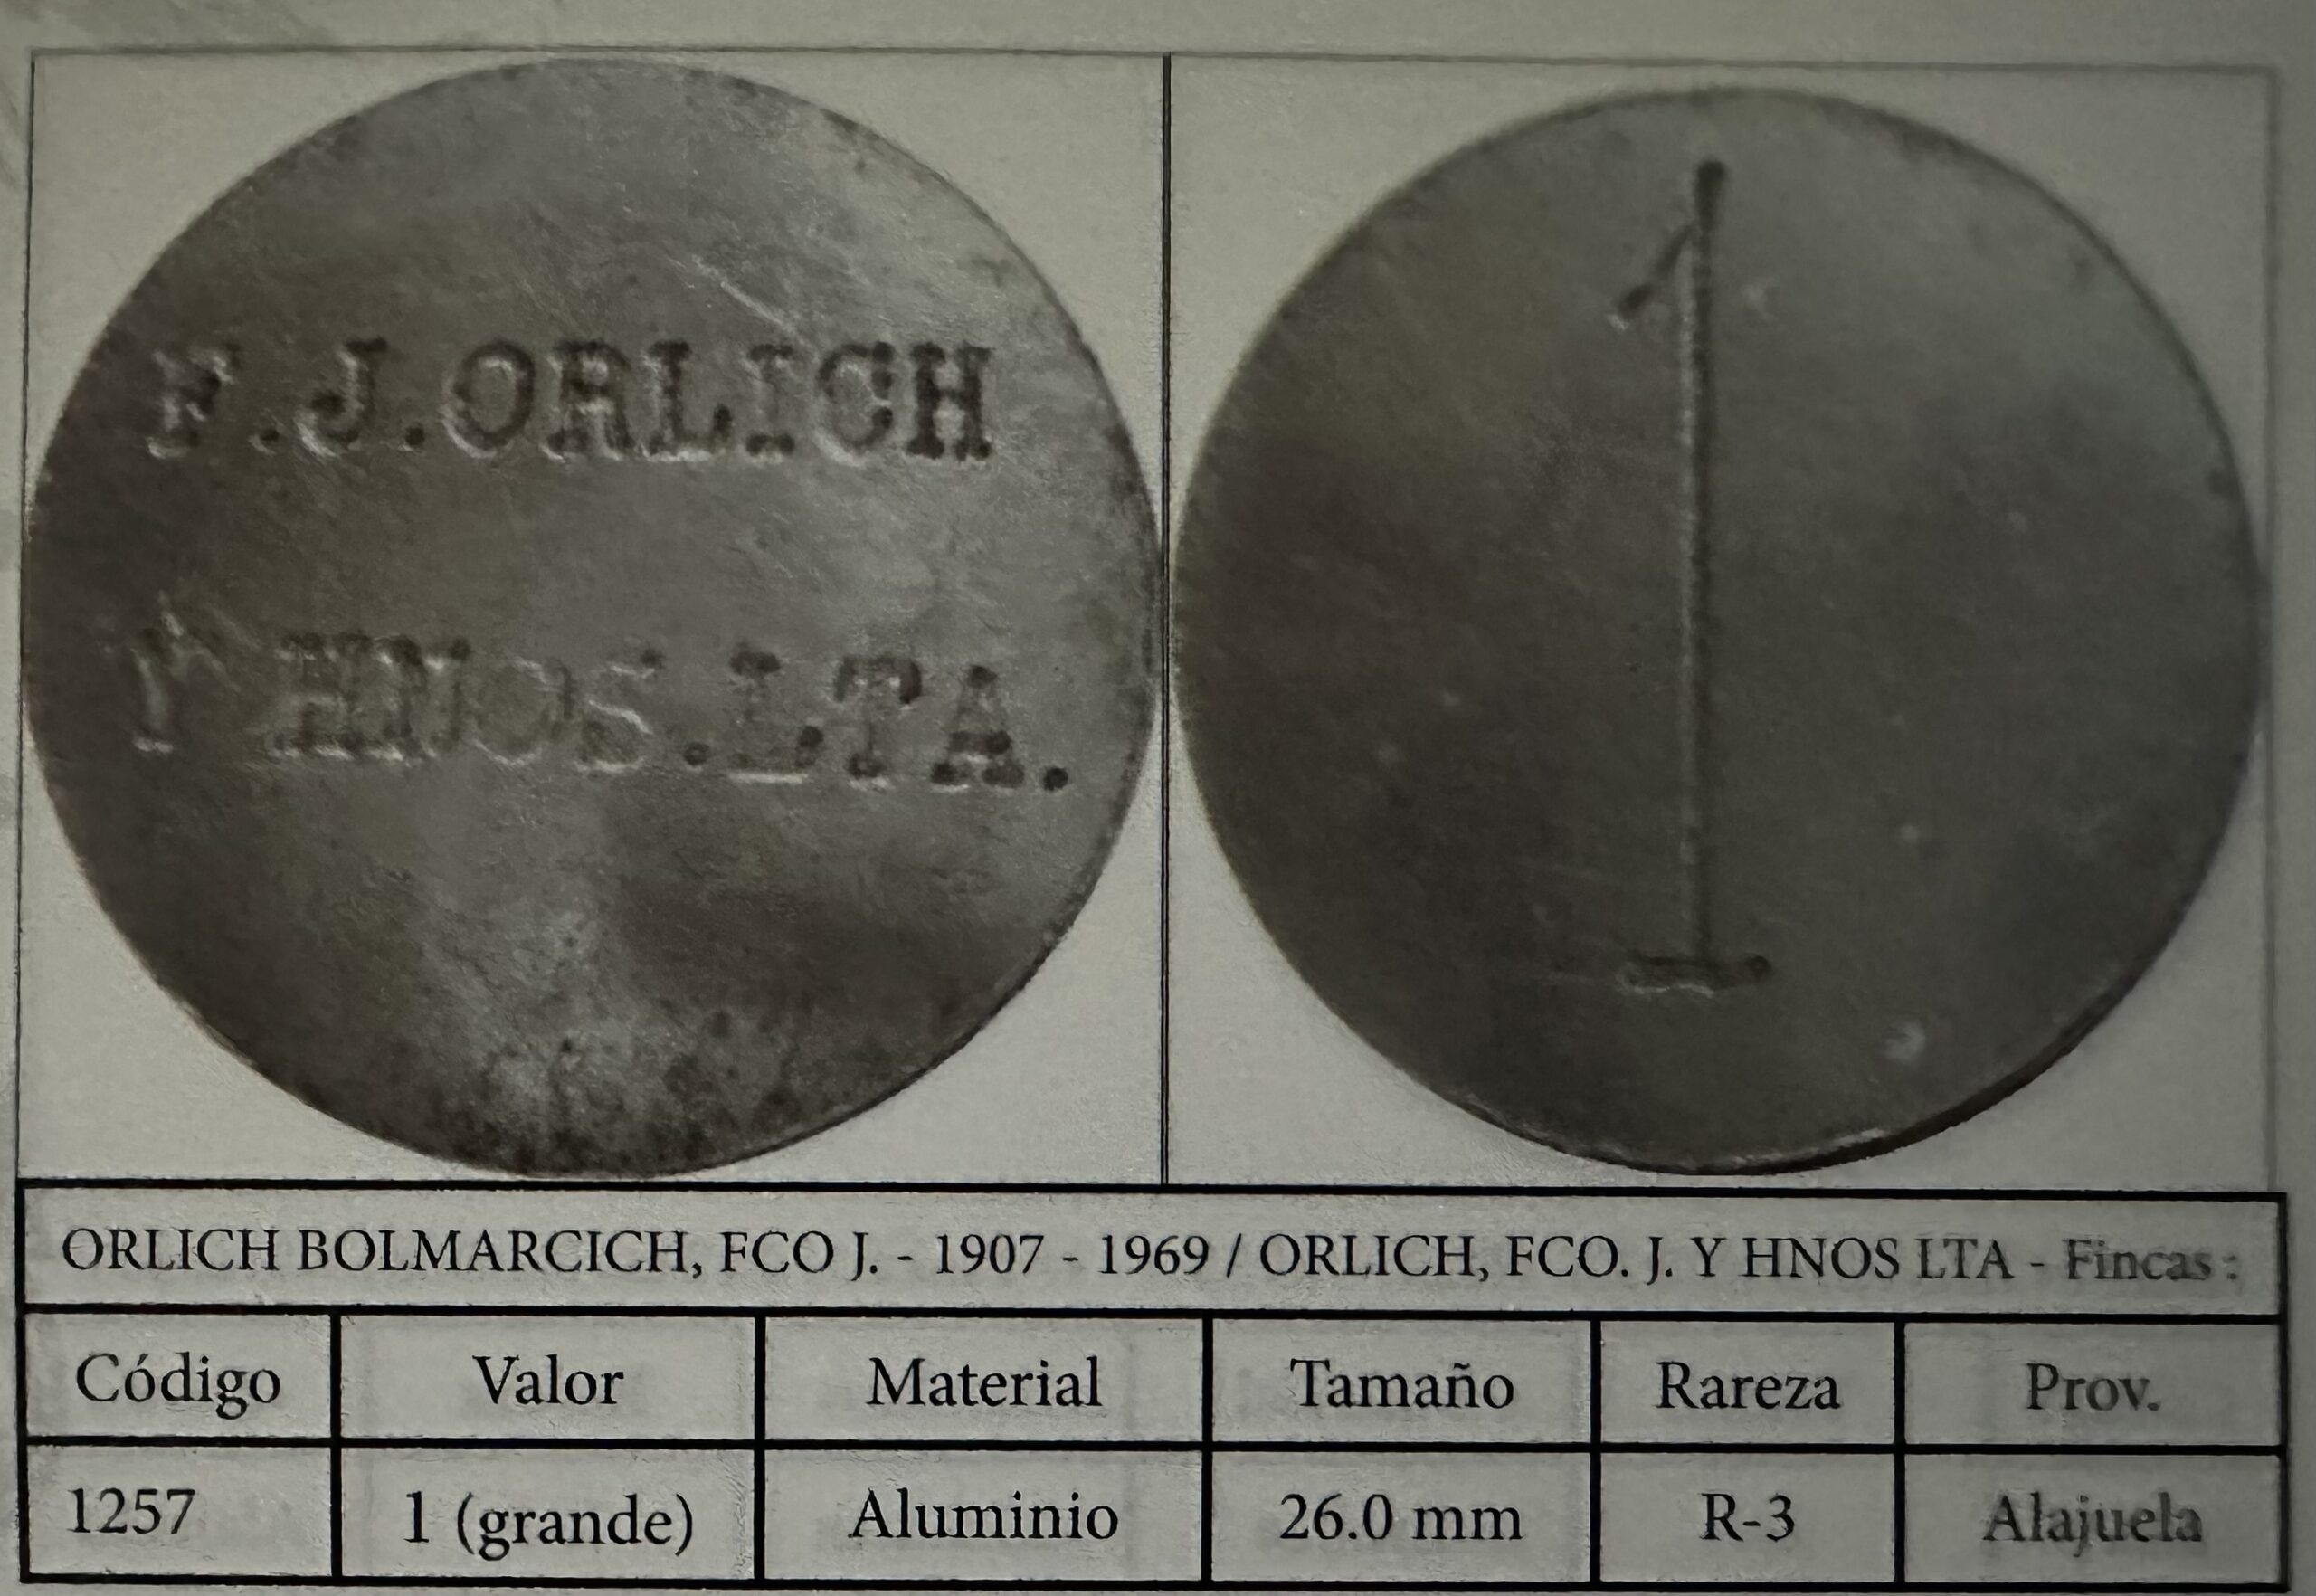 F.J.ORLICH
Y HNOS.LTA.
1
ORLICH BOLMARCICH, FCO J. - 1907 - 1969 / ORLICH, FCO. J. Y HNOS LTA - Fincas :
Código Valor Material Tamaño Rareza Prov.
1257 1 (grande) Aluminio 26.0 mm R-3 Alajuela